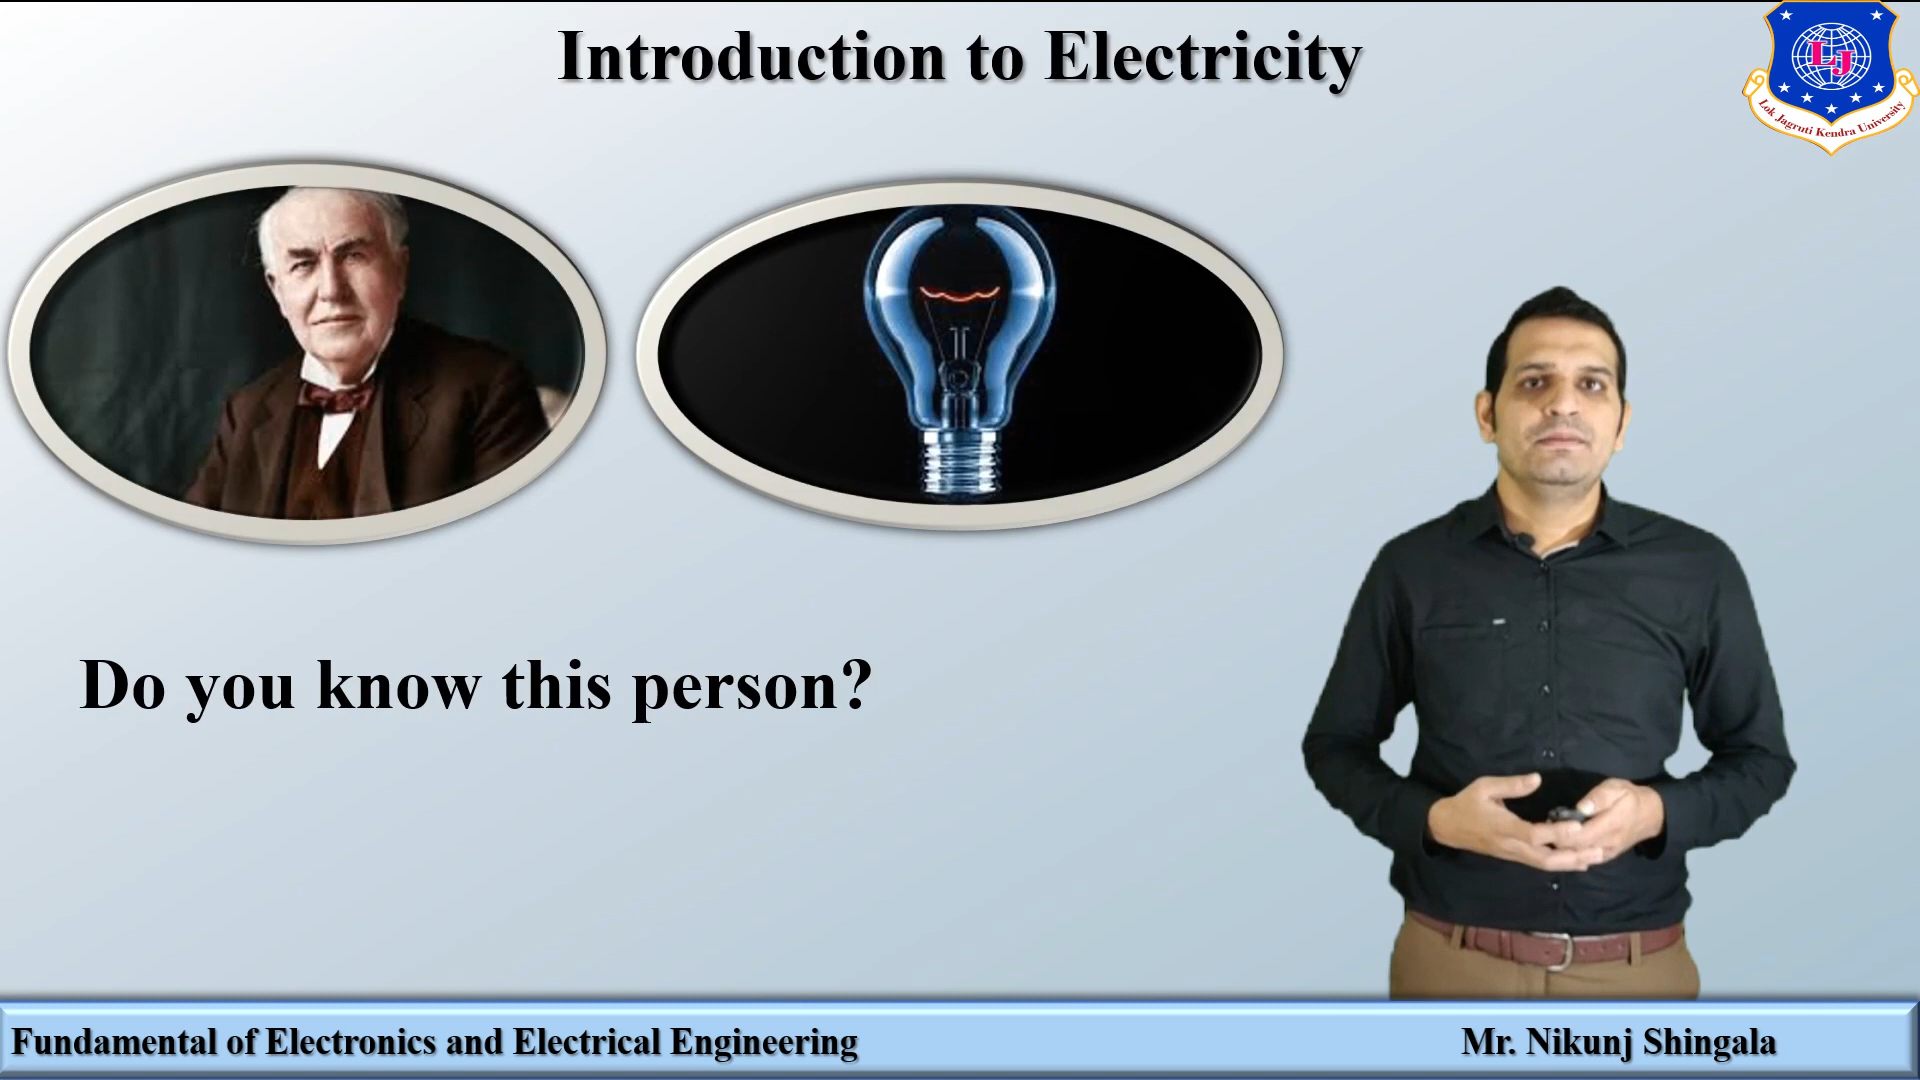 Introduction to Electricity
LJ
Lok Jagruti Kendra University
Do you know this person?
Fundamental of Electronics and Electrical Engineering
Mr. Nikunj Shingala